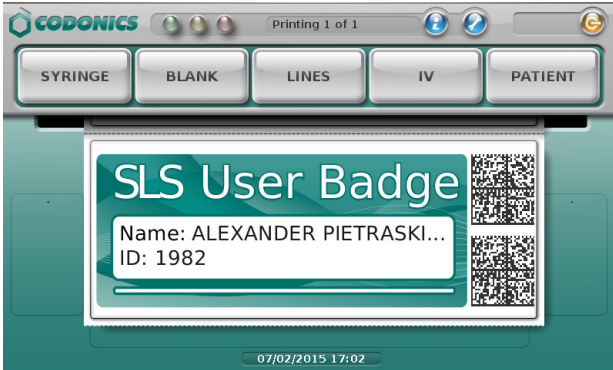 CODONICS
Printing 1 of 1
SYRINGE BLANK LINES IV PATIENT
SLS User Badge
Name: ALEXANDER PIETRASKI...
ID: 1982
07/02/2015 17:02